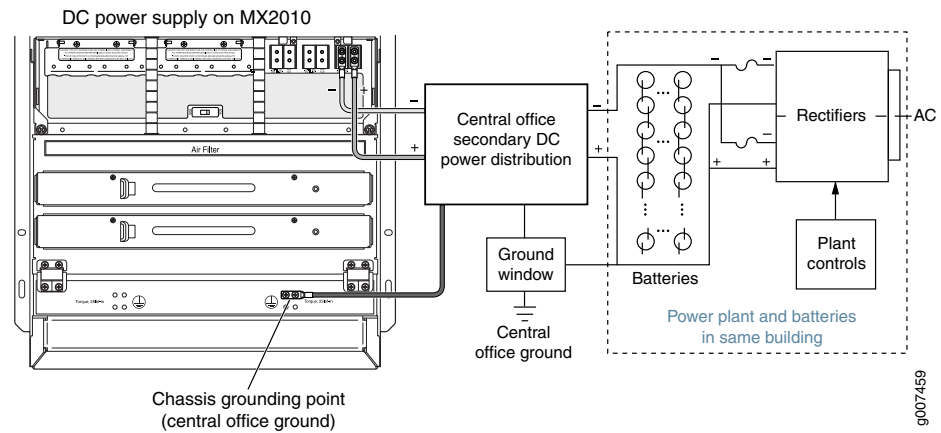 DC power supply on MX2010
Air Filter
Central office
secondary DC
power distribution
Ground
window
Central
office ground
Batteries
Rectifiers
AC
Plant
controls
Power plant and batteries
in same building
Chassis grounding point
(central office ground)
g007459
− +
−
+
−
+
− −
−
+ +